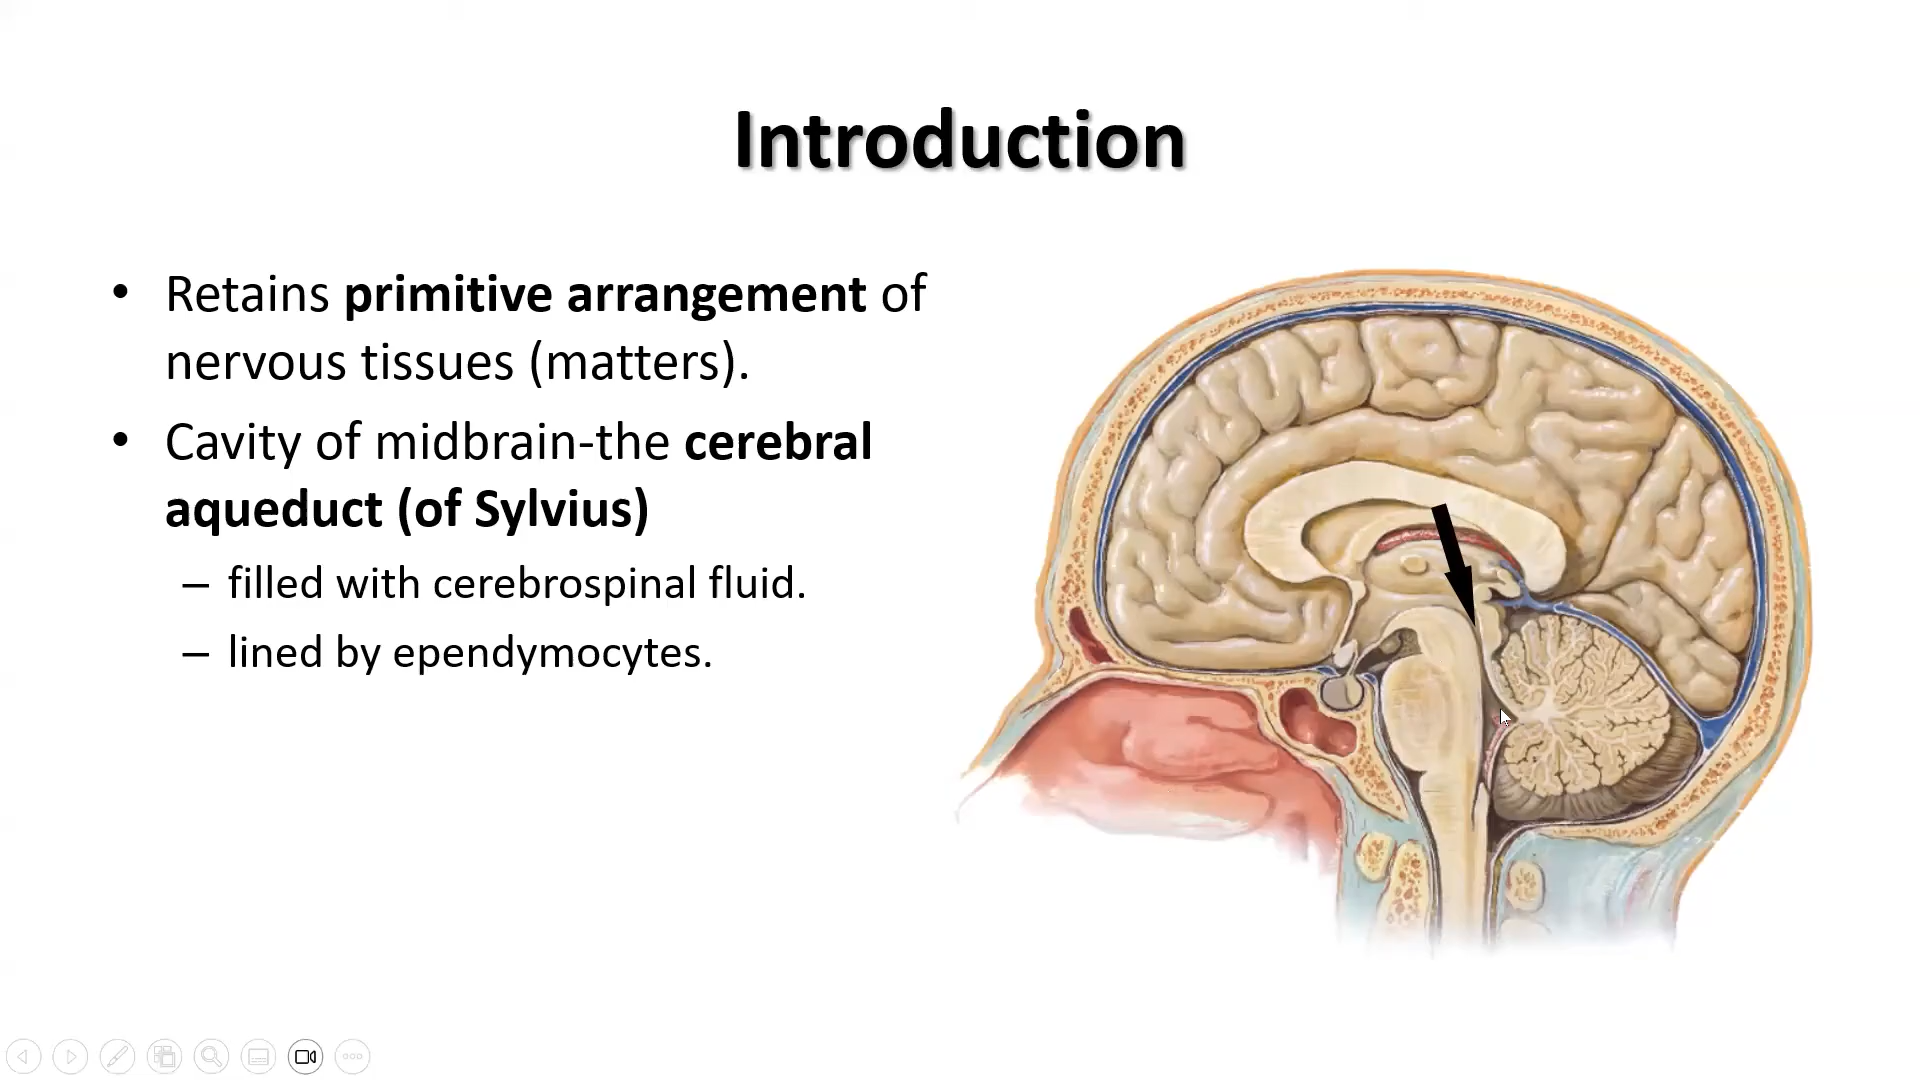 Introduction
• Retains primitive arrangement of
nervous tissues (matters).
• Cavity of midbrain-the cerebral
aqueduct (of Sylvius)
– filled with cerebrospinal fluid.
– lined by ependymocytes.